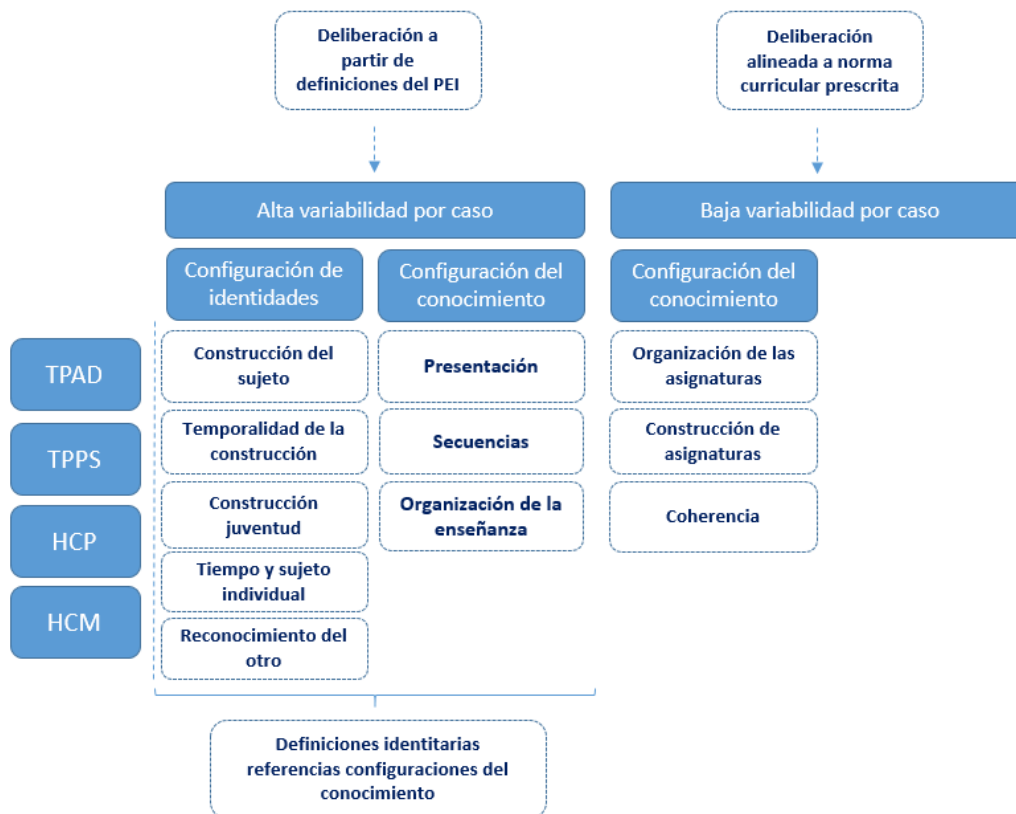 Deliberación a
partir de
definiciones del PEI
Deliberación
alineada a norma
curricular prescrita
Alta variabilidad por caso
Baja variabilidad por caso
Configuración de
identidades
Configuración del
conocimiento
Configuración del
conocimiento
TPAD
TPPS
HCP
HCM
Construcción del
sujeto
Temporalidad de la
construcción
Construcción
juventud
Tiempo y sujeto
individual
Reconocimiento del
otro
Presentación
Secuencias
Organización de la
enseñanza
Organización de las
asignaturas
Construcción de
asignaturas
Coherencia
Definiciones identitarias
referencias configuraciones del
conocimiento